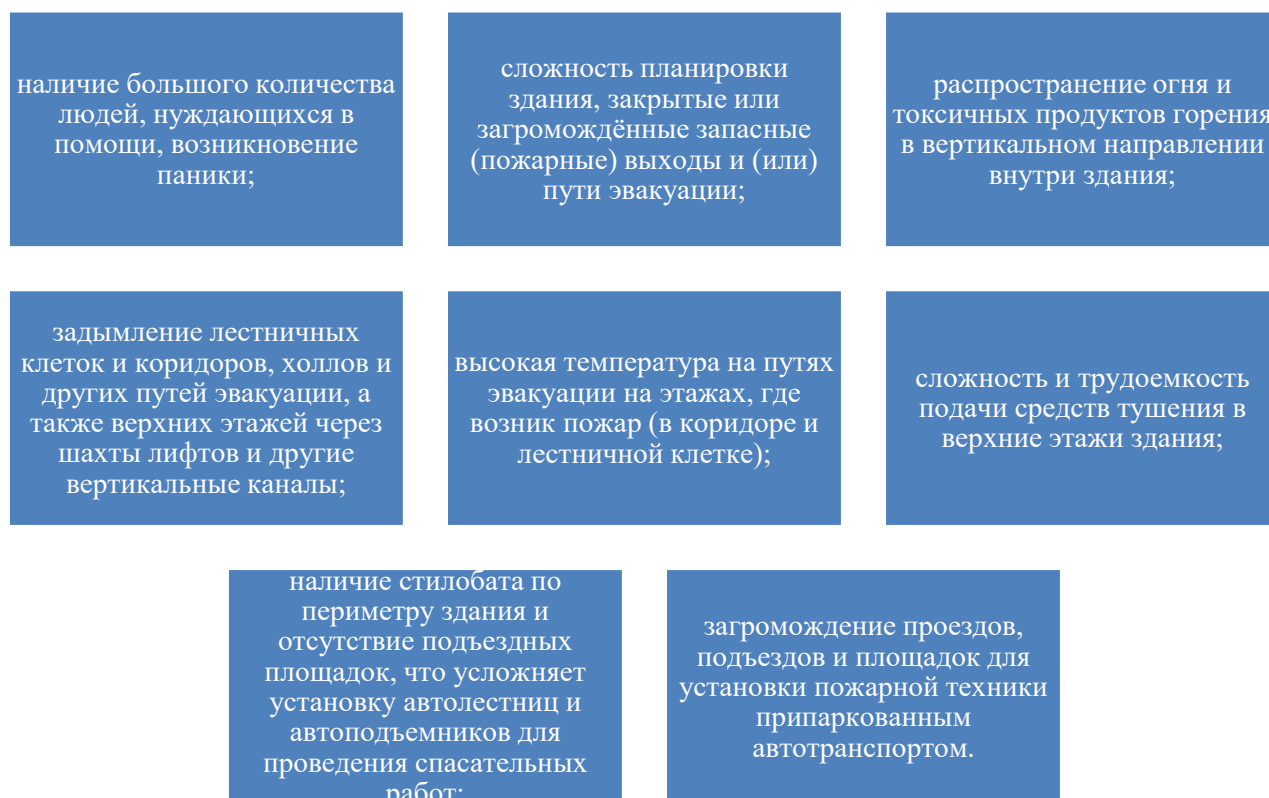 наличие большого количества
людей, нуждающихся в
помощи, возникновение
паники;
сложность планировки
здания, закрытые или
загромождённые запасные
(пожарные) выходы и (или)
пути эвакуации;
распространение огня и
токсичных продуктов горения
в вертикальном направлении
внутри здания;
задымление лестничных
клеток и коридоров, холлов и
других путей эвакуации, а
также верхних этажей через
шахты лифтов и другие
вертикальные каналы;
высокая температура на путях
эвакуации на этажах, где
возник пожар (в коридоре и
лестничной клетке);
сложность и трудоемкость
подачи средств тушения в
верхние этажи здания;
наличие стилобата по
периметру здания и
отсутствие подъездных
площадок, что усложняет
установку автолестниц и
автоподъемников для
проведения спасательных
работ;
загромождение проездов,
подъездов и площадок для
установки пожарной техники
припаркованным
автотранспортом.